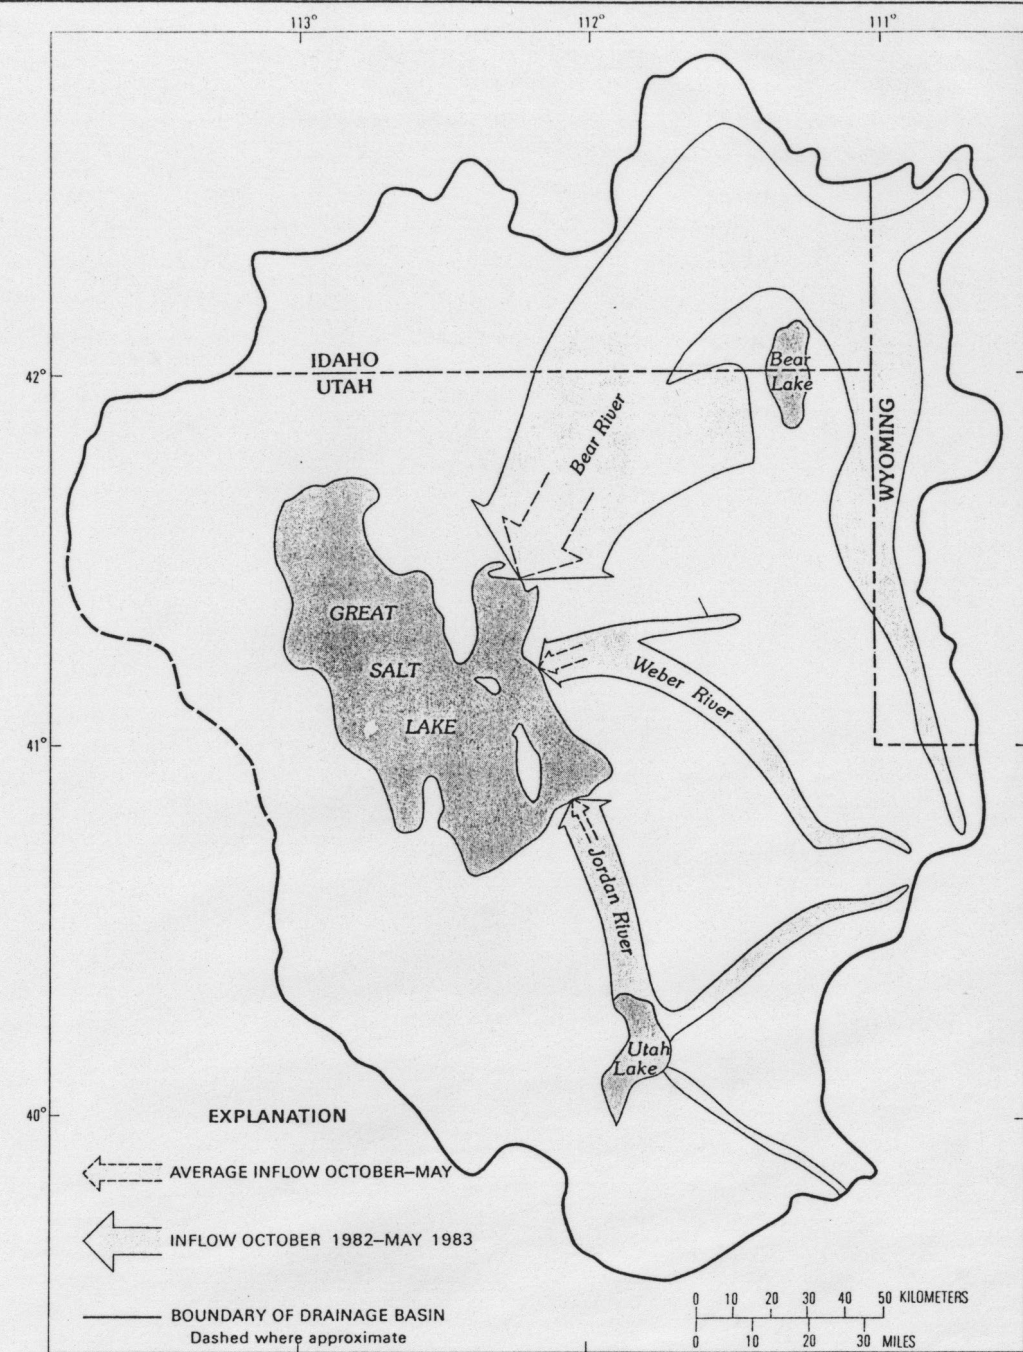 113° 112° 111°
IDAHO
42° UTAH
Bear
Lake
Bear River
WYOMING
GREAT
SALT
LAKE
Weber River
41°
Jordan River
Utah
Lake
40°
EXPLANATION
AVERAGE INFLOW OCTOBER–MAY
INFLOW OCTOBER 1982–MAY 1983
BOUNDARY OF DRAINAGE BASIN
Dashed where approximate
0 10 20 30 40 50 KILOMETERS
0 10 20 30 MILES